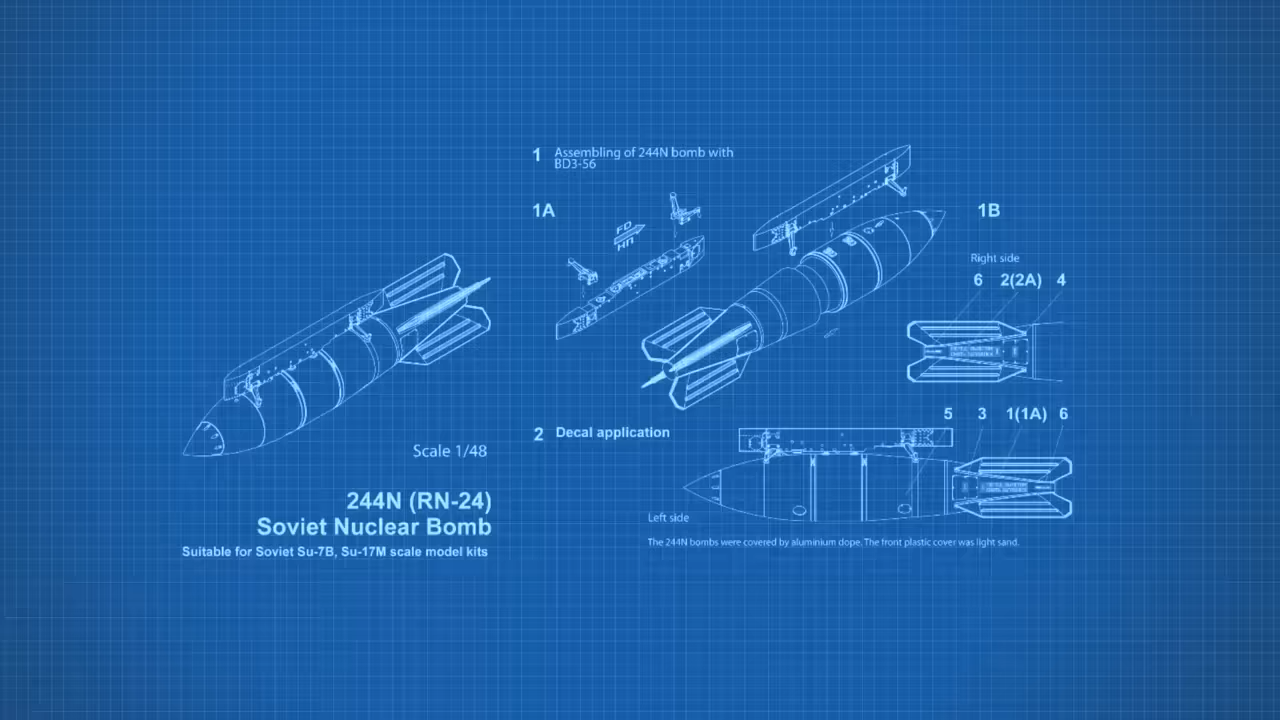 1 Assembling of 244N bomb with
BD3-56
1A
1B
Right side
6 2(2A) 4
Scale 1/48
244N (RN-24)
Soviet Nuclear Bomb
Suitable for Soviet Su-7B, Su-17M scale model kits
2 Decal application
5 3 1(1A) 6
Left side
The 244N bombs were covered by aluminium dope. The front plastic cover was light sand.